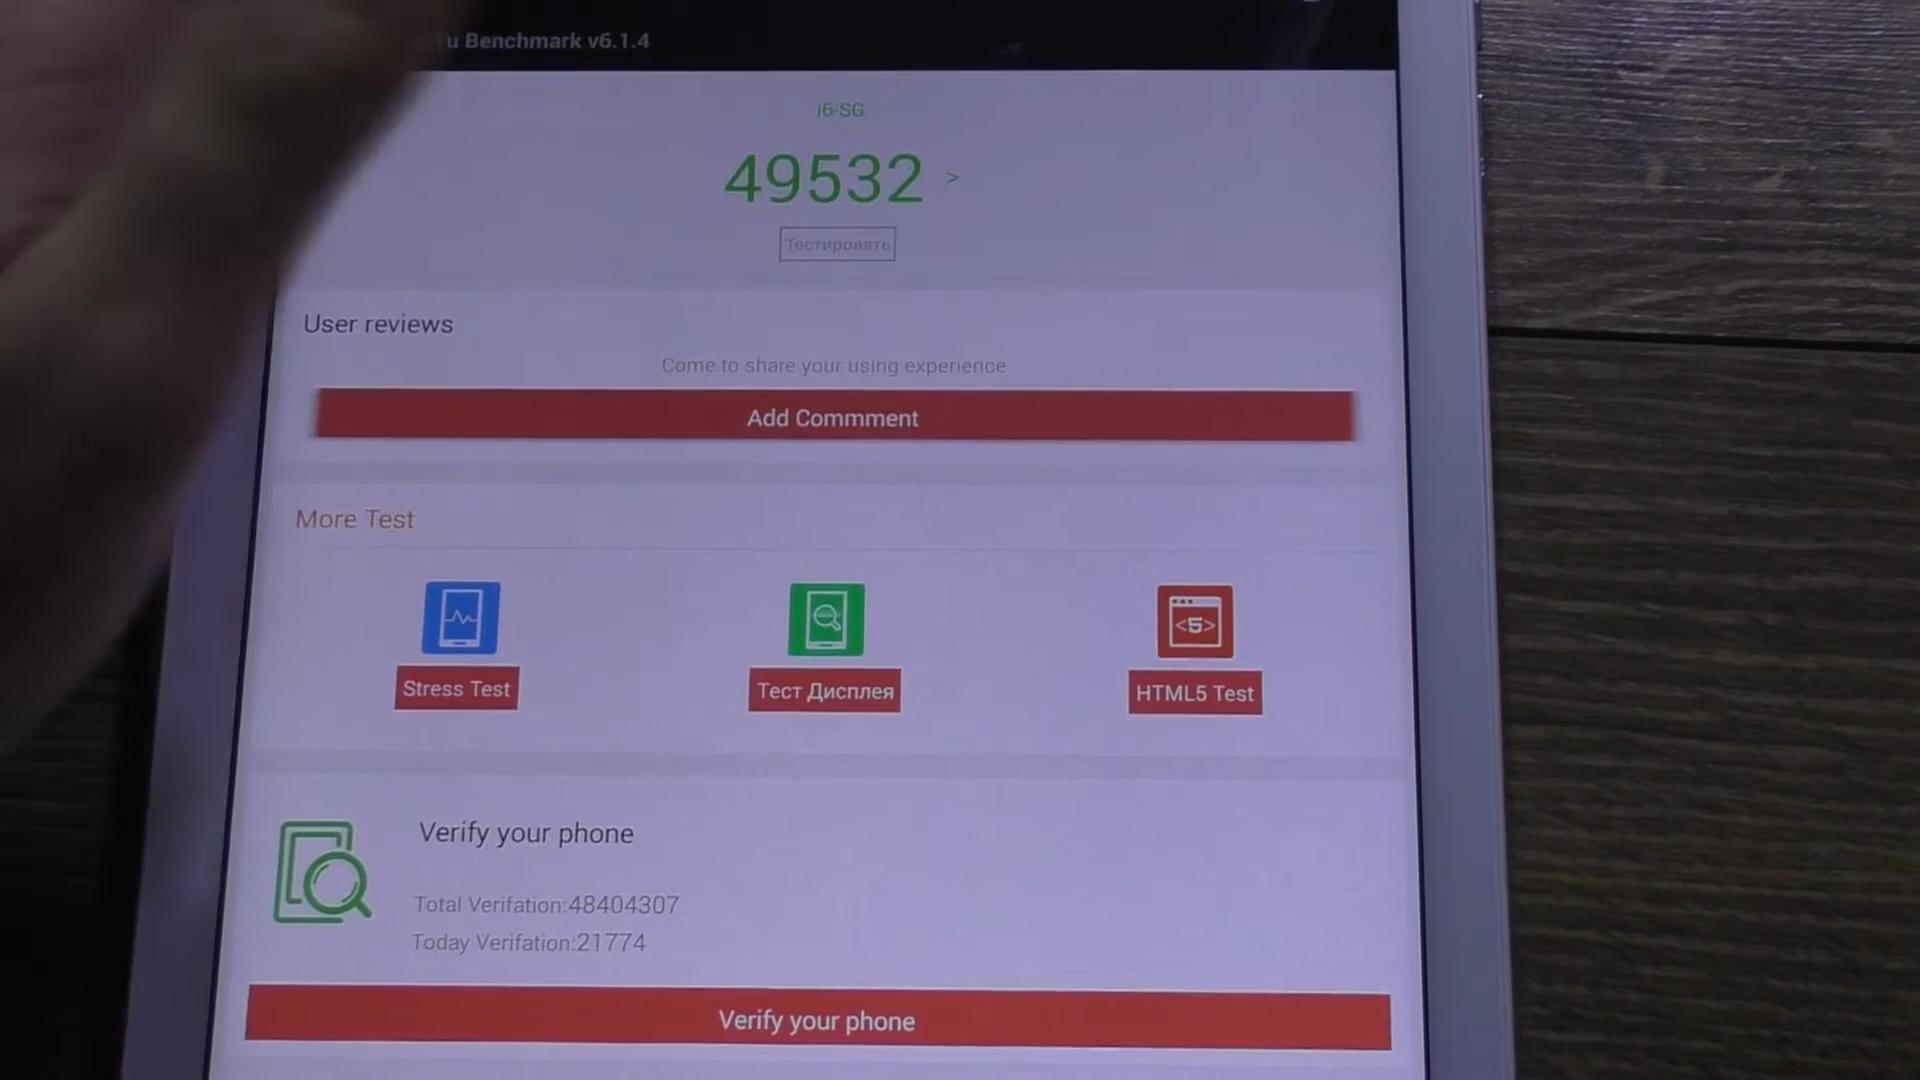 Benchmark v6.1.4
i6-SG
49532 >
Тестировать
User reviews
Come to share your using experience
Add Commment
More Test
<5>
Stress Test
Тест Дисплея
HTML5 Test
Verify your phone
Total Verifation:48404307
Today Verifation:21774
Verify your phone